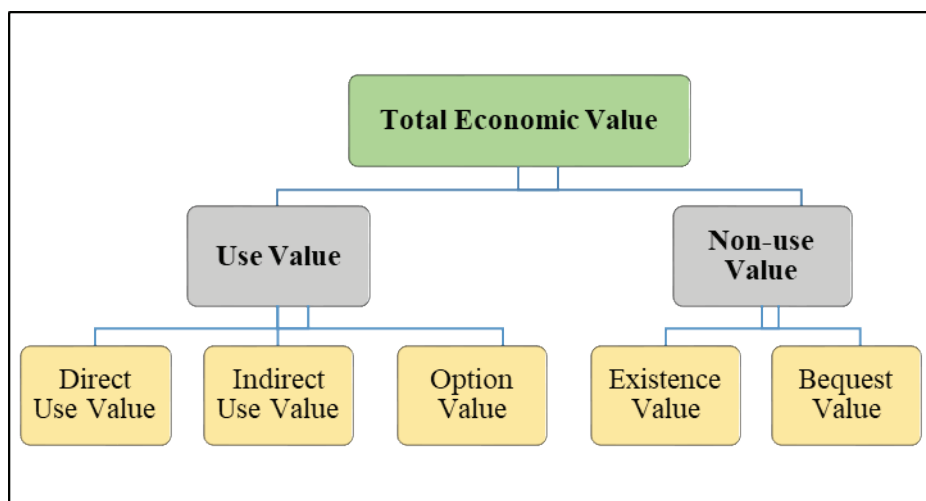 Total Economic Value
Use Value
Non-use
Value
Direct
Use Value
Indirect
Use Value
Option
Value
Existence
Value
Bequest
Value